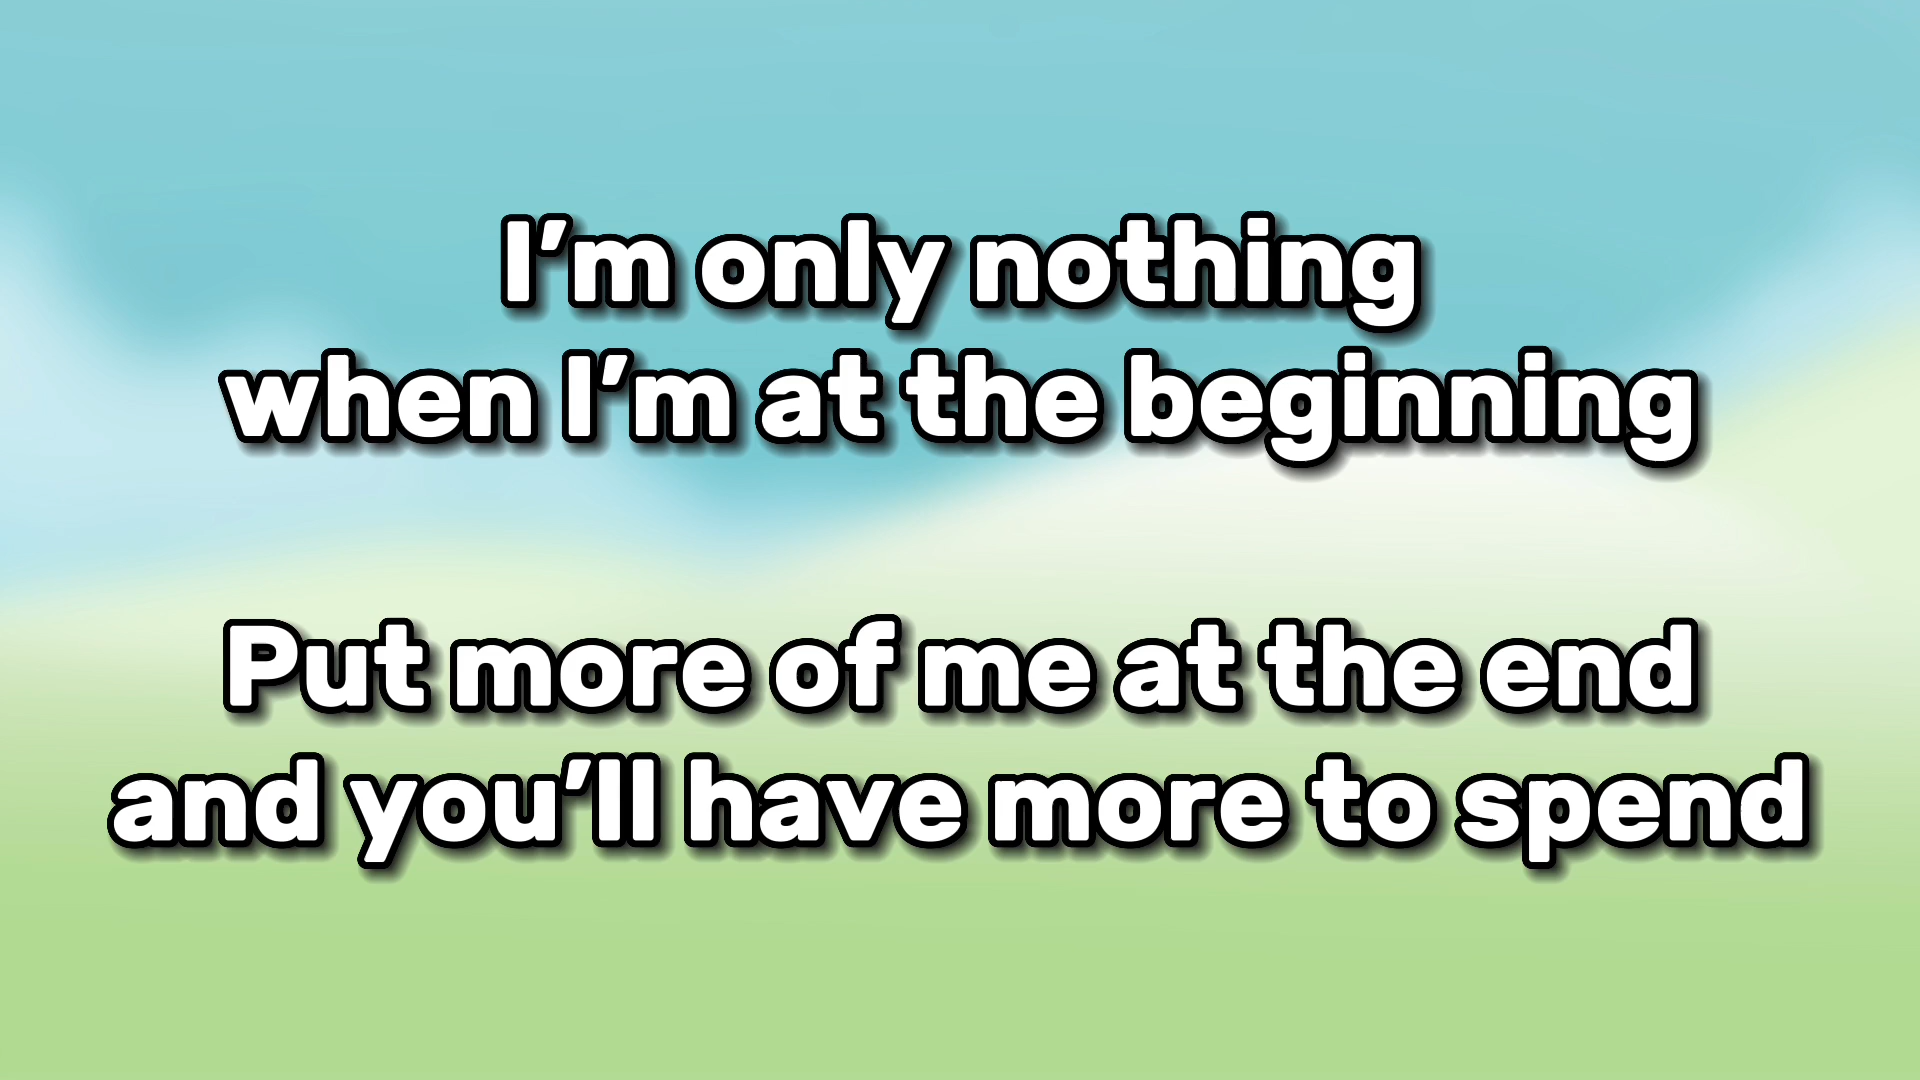 I’m only nothing
when I’m at the beginning
Put more of me at the end
and you’ll have more to spend